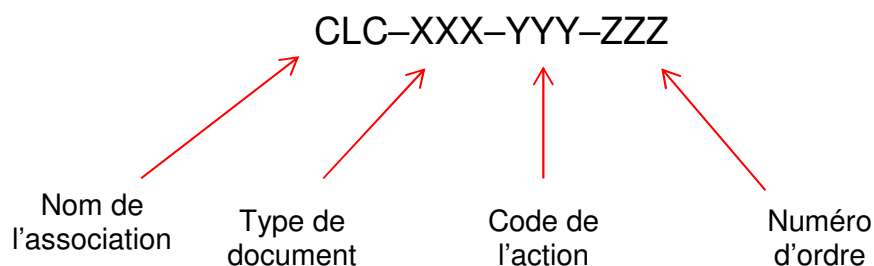 CLC–XXX–YYY–ZZZ
Nom de
l’association
Type de
document
Code de
l’action
Numéro
d’ordre